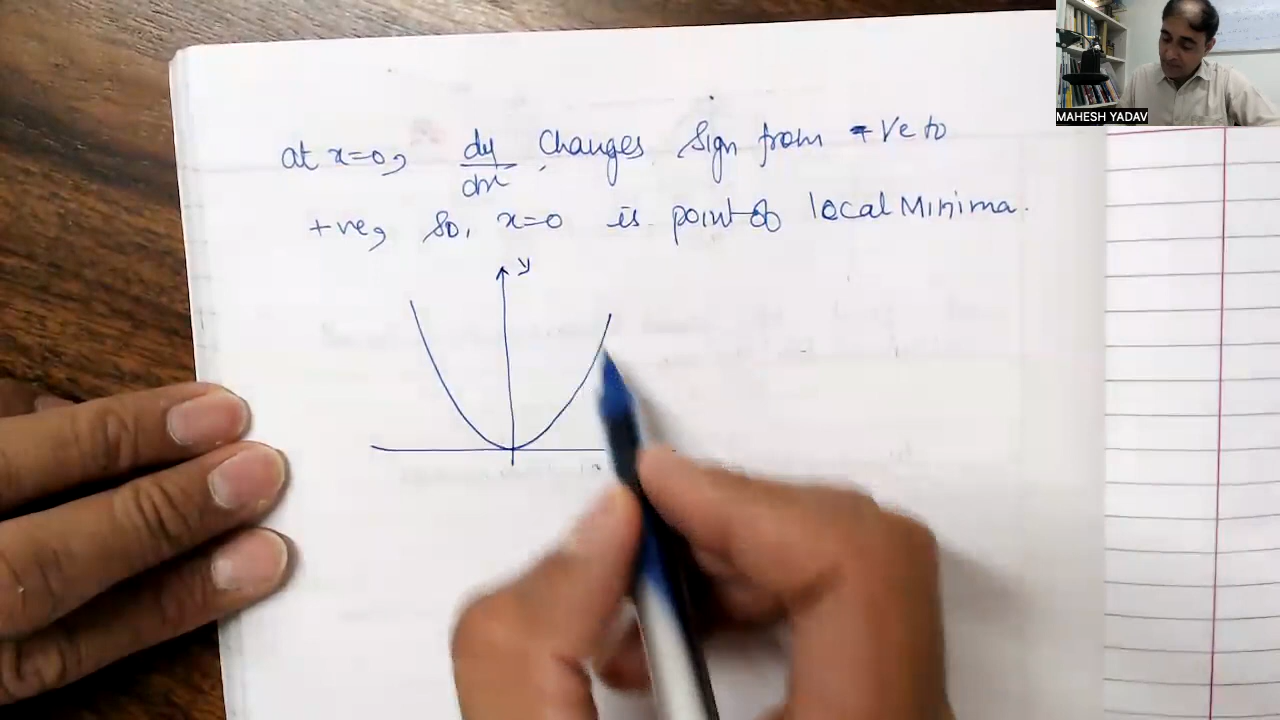 at x=0, dy/dx changes sign from -ve to
+ve, so, x=0 is point of local Minima.
y
MAHESH YADAV